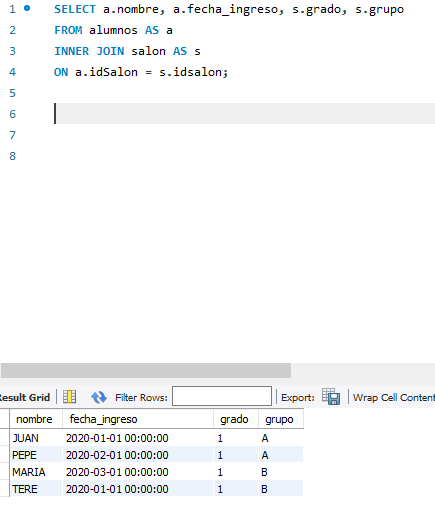 1 SELECT a.nombre, a.fecha_ingreso, s.grado, s.grupo
2 FROM alumnos AS a
3 INNER JOIN salon AS s
4 ON a.idSalon = s.idsalon;
5
6
7
8
Result Grid Filter Rows: Export: Wrap Cell Content
nombre fecha_ingreso grado grupo
JUAN 2020-01-01 00:00:00 1 A
PEPE 2020-02-01 00:00:00 1 A
MARIA 2020-03-01 00:00:00 1 B
TERE 2020-01-01 00:00:00 1 B